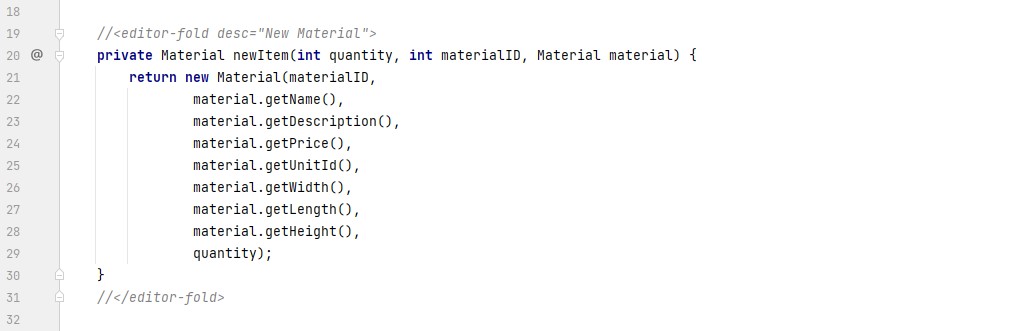 18
19 //<editor-fold desc="New Material">
20 @ private Material newItem(int quantity, int materialID, Material material) {
21 return new Material(materialID,
22 material.getName(),
23 material.getDescription(),
24 material.getPrice(),
25 material.getUnitId(),
26 material.getWidth(),
27 material.getLength(),
28 material.getHeight(),
29 quantity);
30 }
31 //</editor-fold>
32